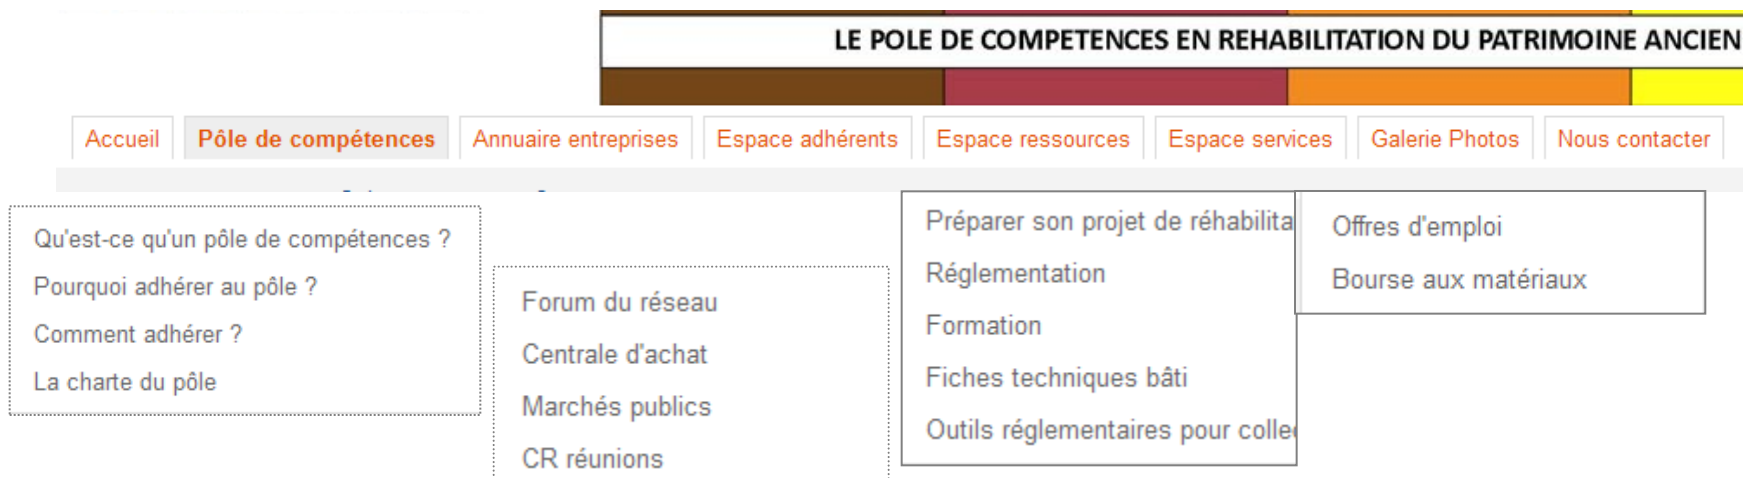 LE POLE DE COMPETENCES EN REHABILITATION DU PATRIMOINE ANCIEN
Accueil Pôle de compétences Annuaire entreprises Espace adhérents Espace ressources Espace services Galerie Photos Nous contacter
Qu'est-ce qu'un pôle de compétences ?
Pourquoi adhérer au pôle ?
Comment adhérer ?
La charte du pôle
Forum du réseau
Centrale d'achat
Marchés publics
CR réunions
Préparer son projet de réhabilita
Réglementation
Formation
Fiches techniques bâti
Outils réglementaires pour colle
Offres d'emploi
Bourse aux matériaux